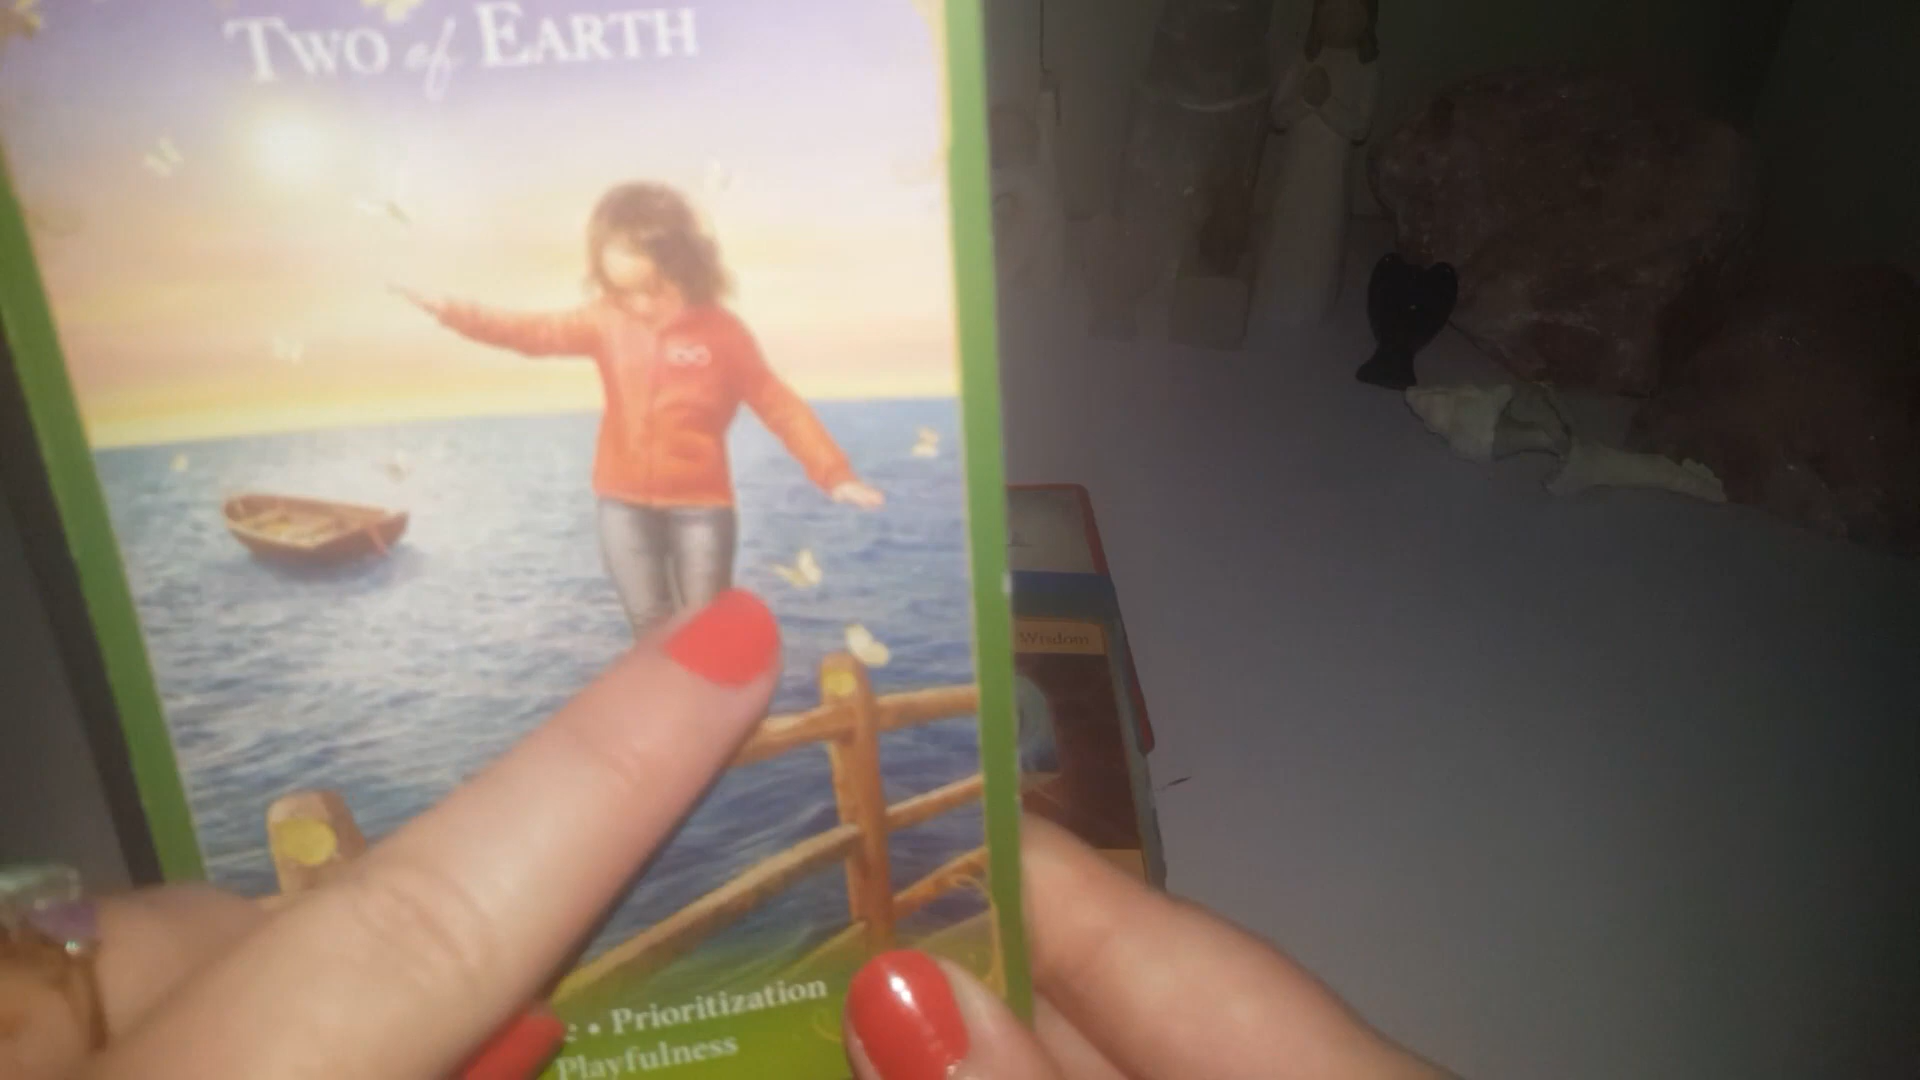 Two of Earth
• Prioritization
Playfulness
Wisdom